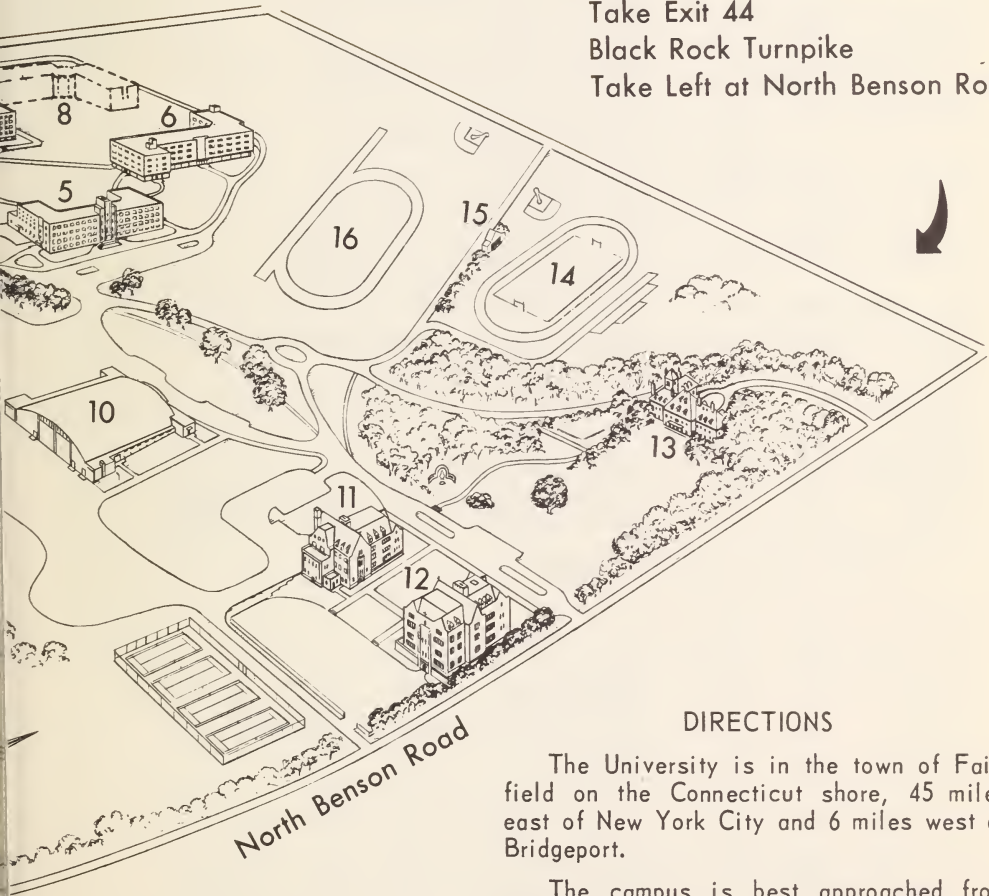 Take Exit 44
Black Rock Turnpike
Take Left at North Benson Ro
8
6
5
15
16
14
10
13
11
12
North Benson Road
DIRECTIONS
The University is in the town of Fai
field on the Connecticut shore, 45 mile
east of New York City and 6 miles west
Bridgeport.
The campus is best approached fro